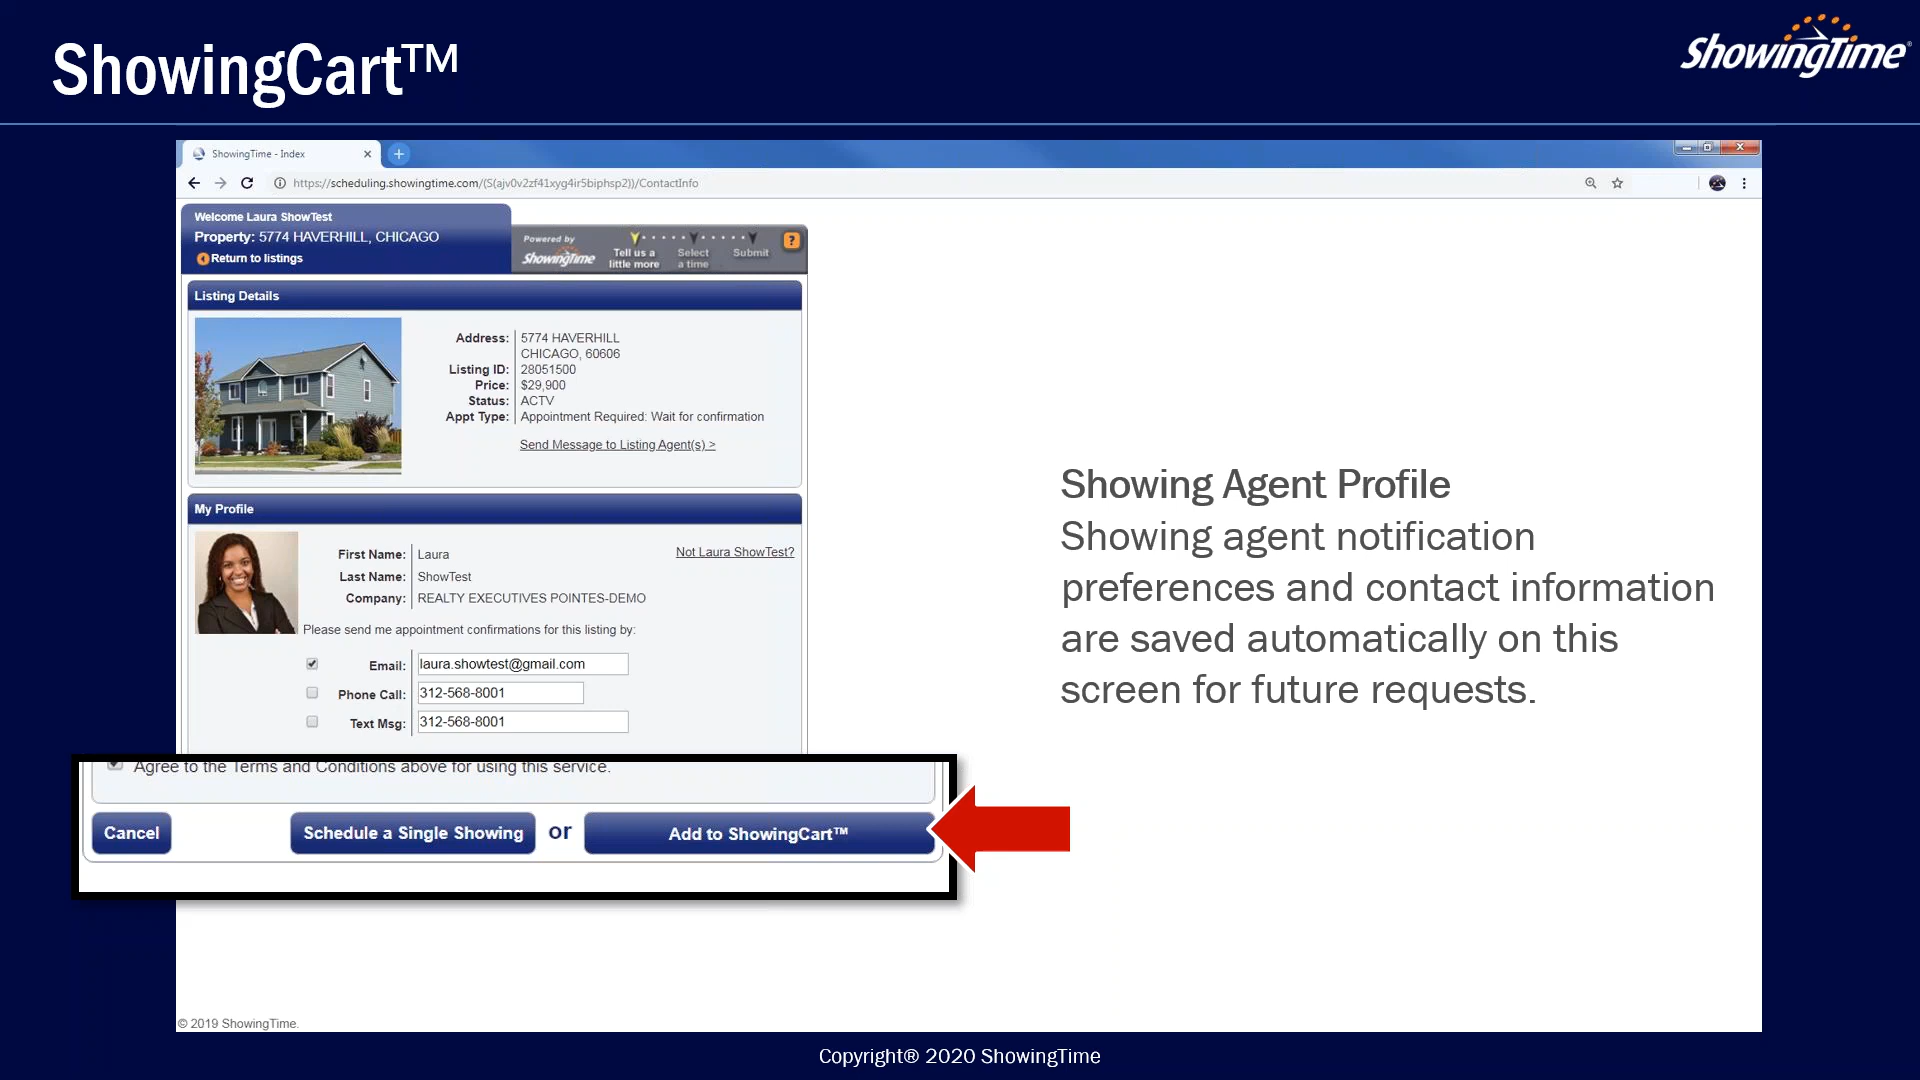 ShowingCart™
ShowingTime®
ShowingTime - Index
https://scheduling.showingtime.com/(S(ajv0v2zf41xyg4ir5biphsp2))/ContactInfo
Welcome Laura ShowTest
Property: 5774 HAVERHILL, CHICAGO
Return to listings
Powered by
ShowingTime
Tell us a
little more
Select
a time
Submit
?
Listing Details
Address: 5774 HAVERHILL
CHICAGO, 60606
Listing ID: 28051500
Price: $29,900
Status: ACTV
Appt Type: Appointment Required: Wait for confirmation
Send Message to Listing Agent(s) >
My Profile
Not Laura ShowTest?
First Name: Laura
Last Name: ShowTest
Company: REALTY EXECUTIVES POINTES-DEMO
Please send me appointment confirmations for this listing by:
Email: laura.showtest@gmail.com
Phone Call: 312-568-8001
Text Msg: 312-568-8001
Agree to the Terms and Conditions above for using this service.
Cancel
Schedule a Single Showing or Add to ShowingCart™
Showing Agent Profile
Showing agent notification
preferences and contact information
are saved automatically on this
screen for future requests.
© 2019 ShowingTime.
Copyright® 2020 ShowingTime